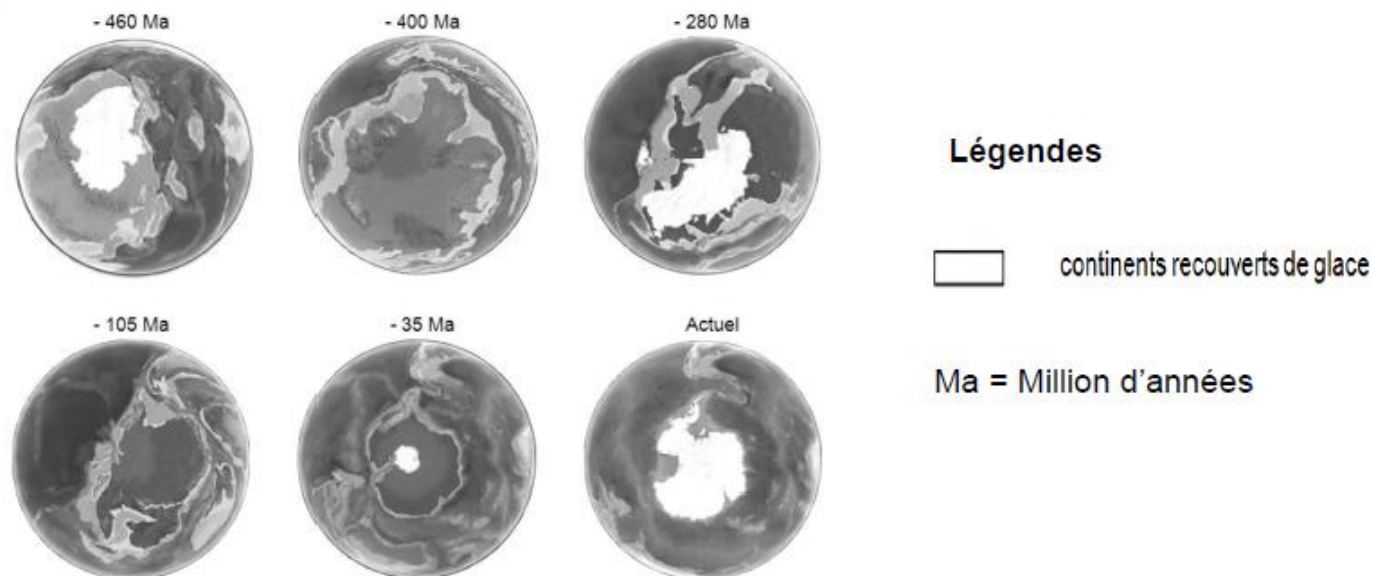 - 460 Ma
- 400 Ma
- 280 Ma
Légendes
continents recouverts de glace
- 105 Ma
- 35 Ma
Actuel
Ma = Million d'années